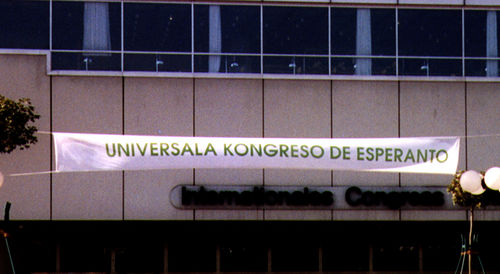 UNIVERSALA KONGRESO DE ESPERANTO
Internationales Congress